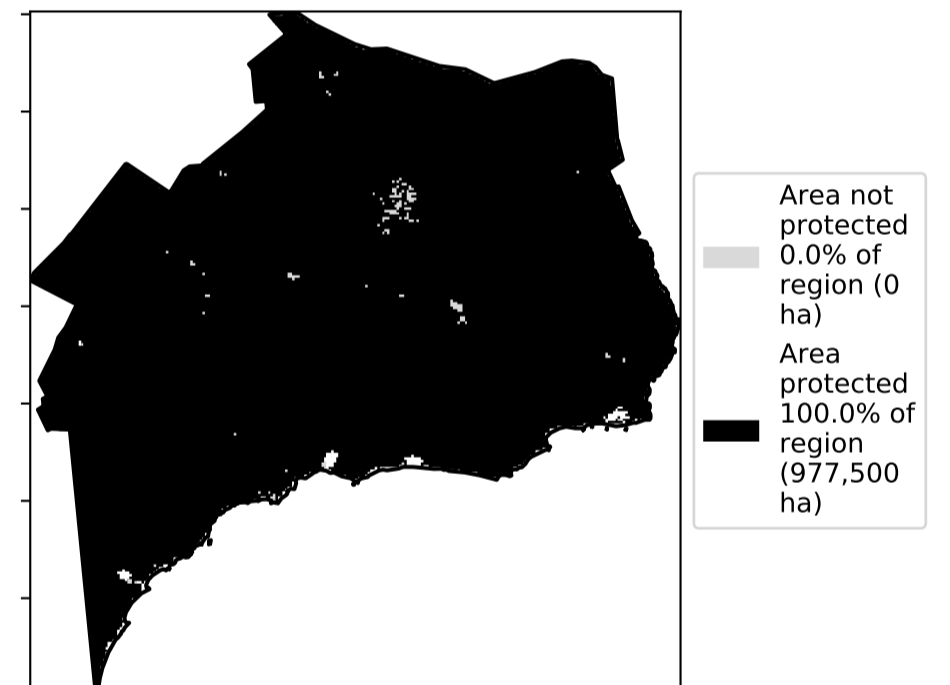 Area not
protected
0.0% of
region (0
ha)
Area
protected
100.0% of
region
(977,500
ha)